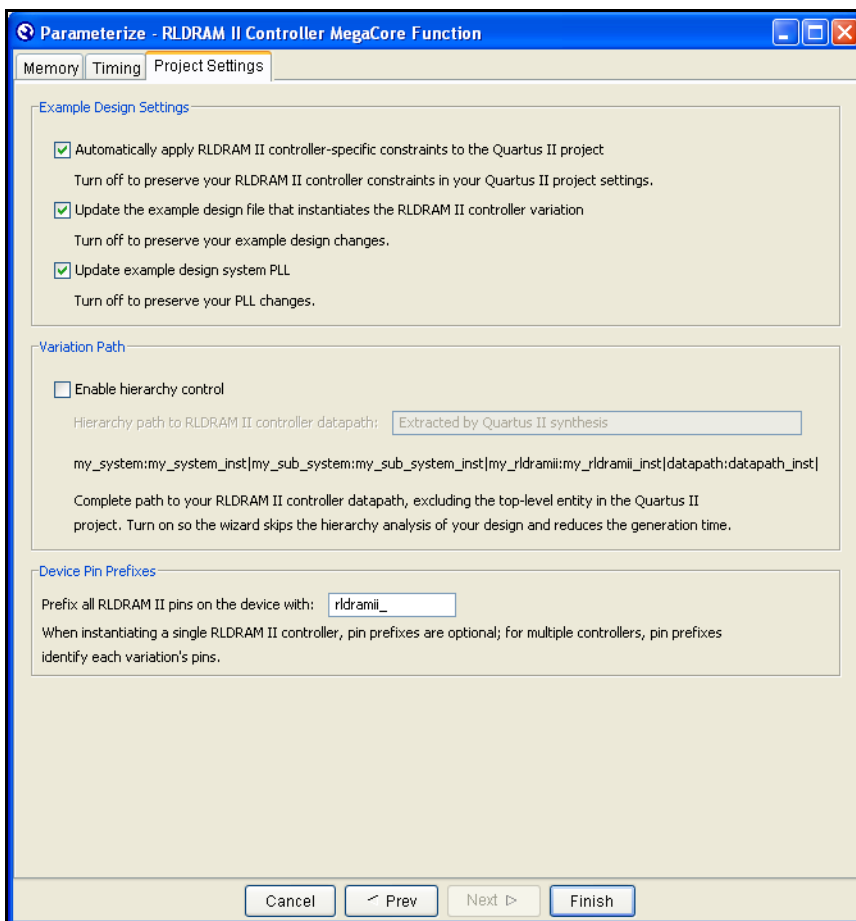 Parameterize - RLDRAM II Controller MegaCore Function
Memory Timing Project Settings
Example Design Settings
Automatically apply RLDRAM II controller-specific constraints to the Quartus II project
Turn off to preserve your RLDRAM II controller constraints in your Quartus II project settings.
Update the example design file that instantiates the RLDRAM II controller variation
Turn off to preserve your example design changes.
Update example design system PLL
Turn off to preserve your PLL changes.
Variation Path
Enable hierarchy control
Hierarchy path to RLDRAM II controller datapath: Extracted by Quartus II synthesis
my_system:my_system_inst|my_sub_system:my_sub_system_inst|my_rldramii:my_rldramii_inst|datapath:datapath_inst|
Complete path to your RLDRAM II controller datapath, excluding the top-level entity in the Quartus II
project. Turn on so the wizard skips the hierarchy analysis of your design and reduces the generation time.
Device Pin Prefixes
Prefix all RLDRAM II pins on the device with: rldramii_
When instantiating a single RLDRAM II controller, pin prefixes are optional; for multiple controllers, pin prefixes
identify each variation's pins.
Cancel Prev Next Finish